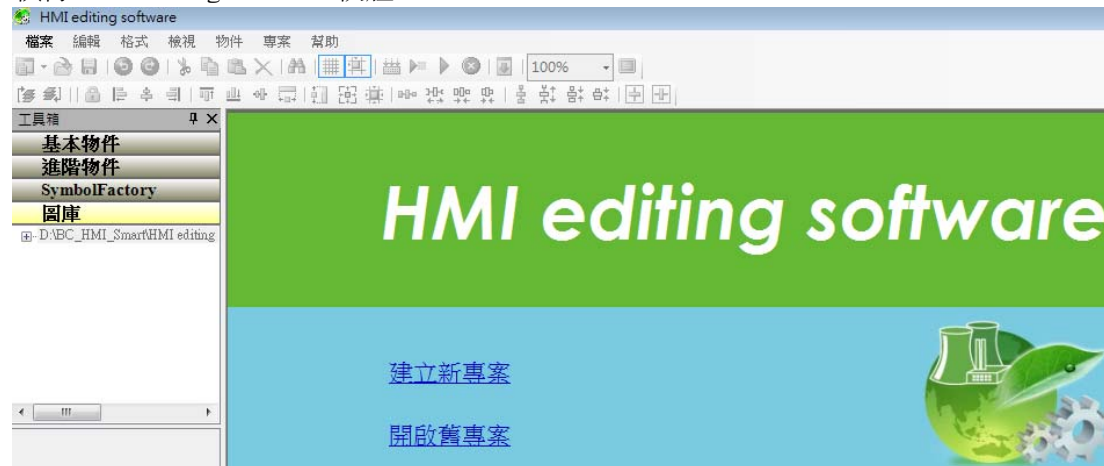 HMI editing software
檔案 編輯 格式 檢視 物件 專案 幫助
100%
工具箱
基本物件
進階物件
SymbolFactory
圖庫
D:\BC_HMI_Smart\HMI editing
HMI editing software
建立新專案
開啟舊專案